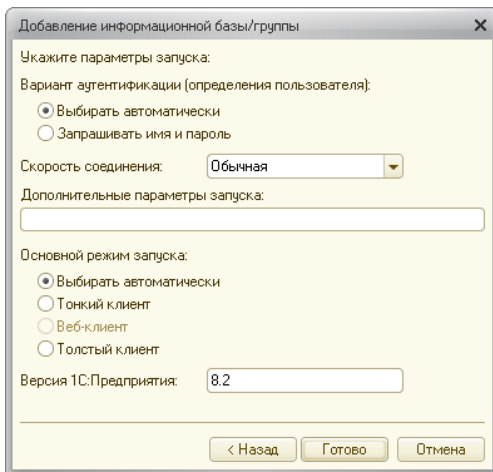 Добавление информационной базы/группы
Укажите параметры запуска:
Вариант аутентификации (определения пользователя):
Выбирать автоматически
Запрашивать имя и пароль
Скорость соединения: Обычная
Дополнительные параметры запуска:
Основной режим запуска:
Выбирать автоматически
Тонкий клиент
Веб-клиент
Толстый клиент
Версия 1С:Предприятия: 8.2
< Назад Готово Отмена